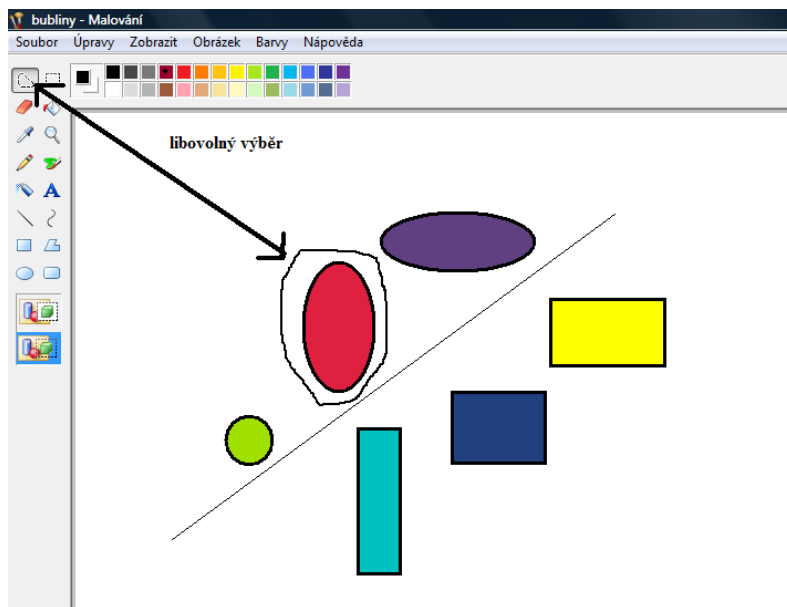 bubliny - Malování
Soubor Úpravy Zobrazit Obrázek Barvy Nápověda
A
libovolný výběr